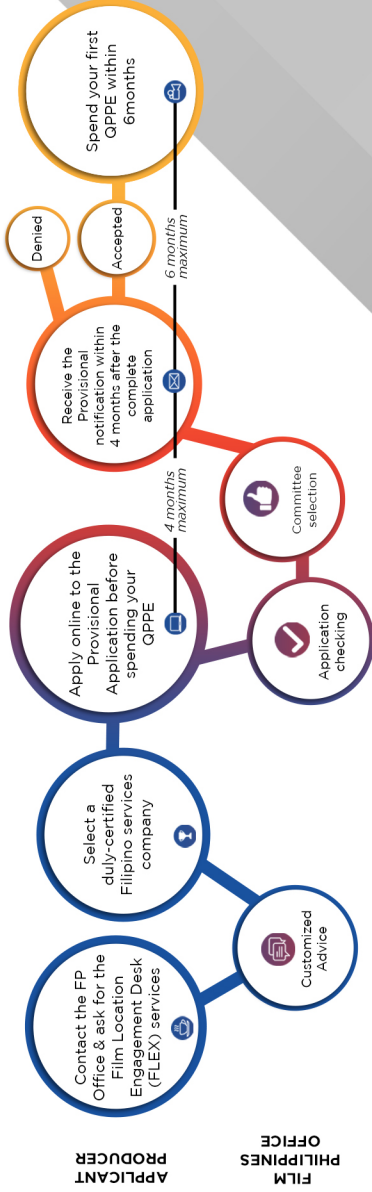 APPLICANT
PRODUCER
Contact the FP
Office & ask for the
Film Location
Engagement Desk
(FLEX) services
Select a
duly-certified
Filipino services
company
Apply online to the
Provisional
Application before
spending your
QPPE
4 months
maximum
Receive the
Provisional
notification within
4 months after the
complete
application
6 months
maximum
Denied
Accepted
Spend your first
QPPE within
6months
FILM
PHILIPPINES
OFFICE
Customized
Advice
Application
checking
Committee
selection